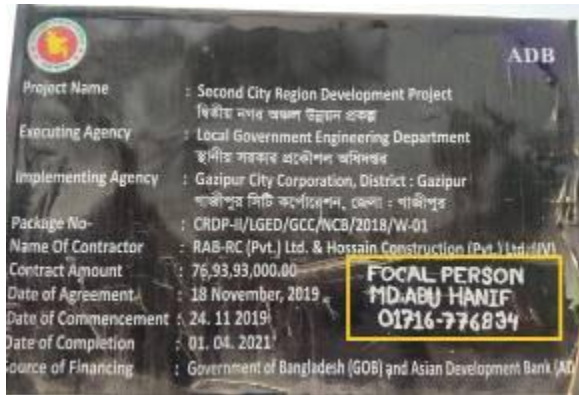 ADB
Project Name : Second City Region Development Project
দ্বিতীয় নগর অঞ্চল উন্নয়ন প্রকল্প
Executing Agency : Local Government Engineering Department
স্থানীয় সরকার প্রকৌশল অধিদপ্তর
Implementing Agency : Gazipur City Corporation, District : Gazipur
গাজীপুর সিটি কর্পোরেশন, জেলা : গাজীপুর
Package No- : CRDP-II/LGED/GCC/NCB/2018/W-01
Name Of Contractor : RAB-RC (Pvt.) Ltd. & Hossain Construction (Pvt.) Ltd. (JV)
Contract Amount : 76,93,93,000.00
Date of Agreement : 18 November, 2019
Date of Commencement : 24. 11 2019
Date of Completion : 01. 04. 2021
Source of Financing : Government of Bangladesh (GOB) and Asian Development Bank (AD
FOCAL PERSON
MD.ABU HANIF
01716-776834